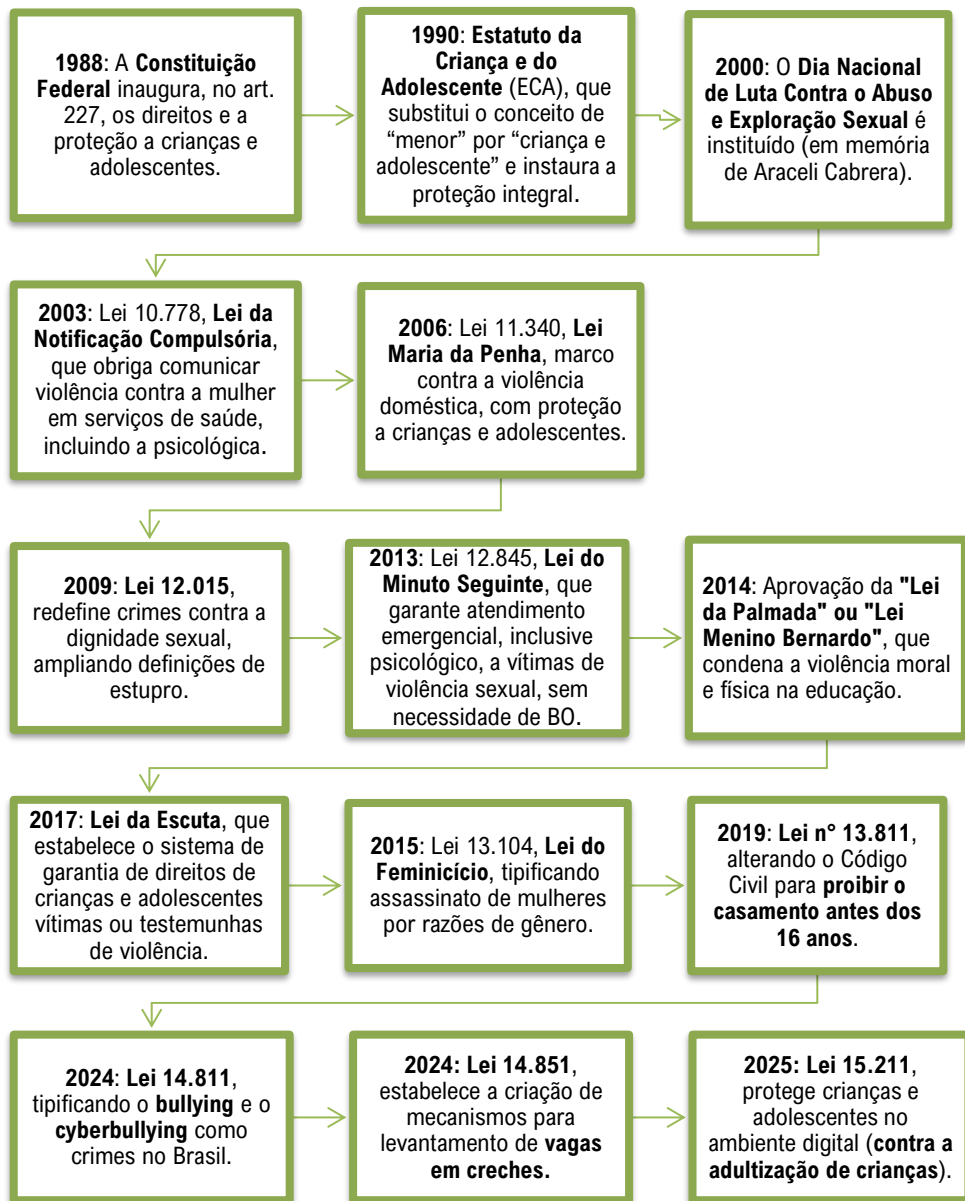 1988: A Constituição
Federal inaugura, no art.
227, os direitos e a
proteção a crianças e
adolescentes.
1990: Estatuto da
Criança e do
Adolescente (ECA), que
substitui o conceito de
“menor” por “criança e
adolescente” e instaura a
proteção integral.
2000: O Dia Nacional
de Luta Contra o Abuso
e Exploração Sexual é
instituído (em memória
de Araceli Cabrera).
2003: Lei 10.778, Lei da
Notificação Compulsória,
que obriga comunicar
violência contra a mulher
em serviços de saúde,
incluindo a psicológica.
2006: Lei 11.340, Lei
Maria da Penha, marco
contra a violência
doméstica, com proteção
a crianças e adolescentes.
2009: Lei 12.015,
redefine crimes contra a
dignidade sexual,
ampliando definições de
estupro.
2013: Lei 12.845, Lei do
Minuto Seguinte, que
garante atendimento
emergencial, inclusive
psicológico, a vítimas de
violência sexual, sem
necessidade de BO.
2014: Aprovação da "Lei
da Palmada" ou "Lei
Menino Bernardo", que
condena a violência moral
e física na educação.
2017: Lei da Escuta, que
estabelece o sistema de
garantia de direitos de
crianças e adolescentes
vítimas ou testemunhas
de violência.
2015: Lei 13.104, Lei do
Feminicício, tipificando
assassinato de mulheres
por razões de gênero.
2019: Lei n° 13.811,
alterando o Código
Civil para proibir o
casamento antes dos
16 anos.
2024: Lei 14.811,
tipificando o bullying e o
cyberbullying como
crimes no Brasil.
2024: Lei 14.851,
estabelece a criação de
mecanismos para
levantamento de vagas
em creches.
2025: Lei 15.211,
protege crianças e
adolescentes no
ambiente digital (contra a
adultização de crianças).